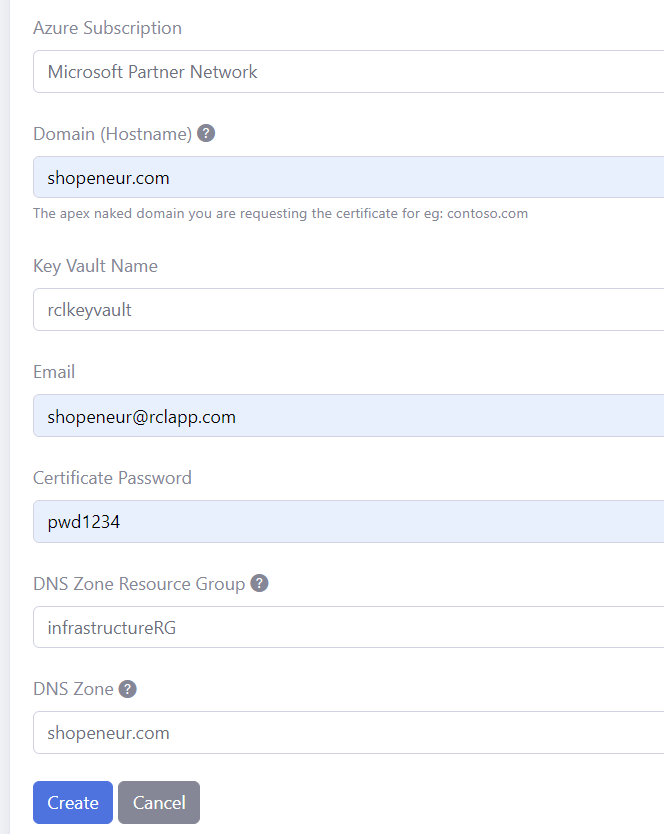 Azure Subscription
Microsoft Partner Network
Domain (Hostname) ?
shopeneur.com
The apex naked domain you are requesting the certificate for eg: contoso.com
Key Vault Name
rclkeyvault
Email
shopeneur@rclapp.com
Certificate Password
pwd1234
DNS Zone Resource Group ?
infrastructureRG
DNS Zone ?
shopeneur.com
Create Cancel